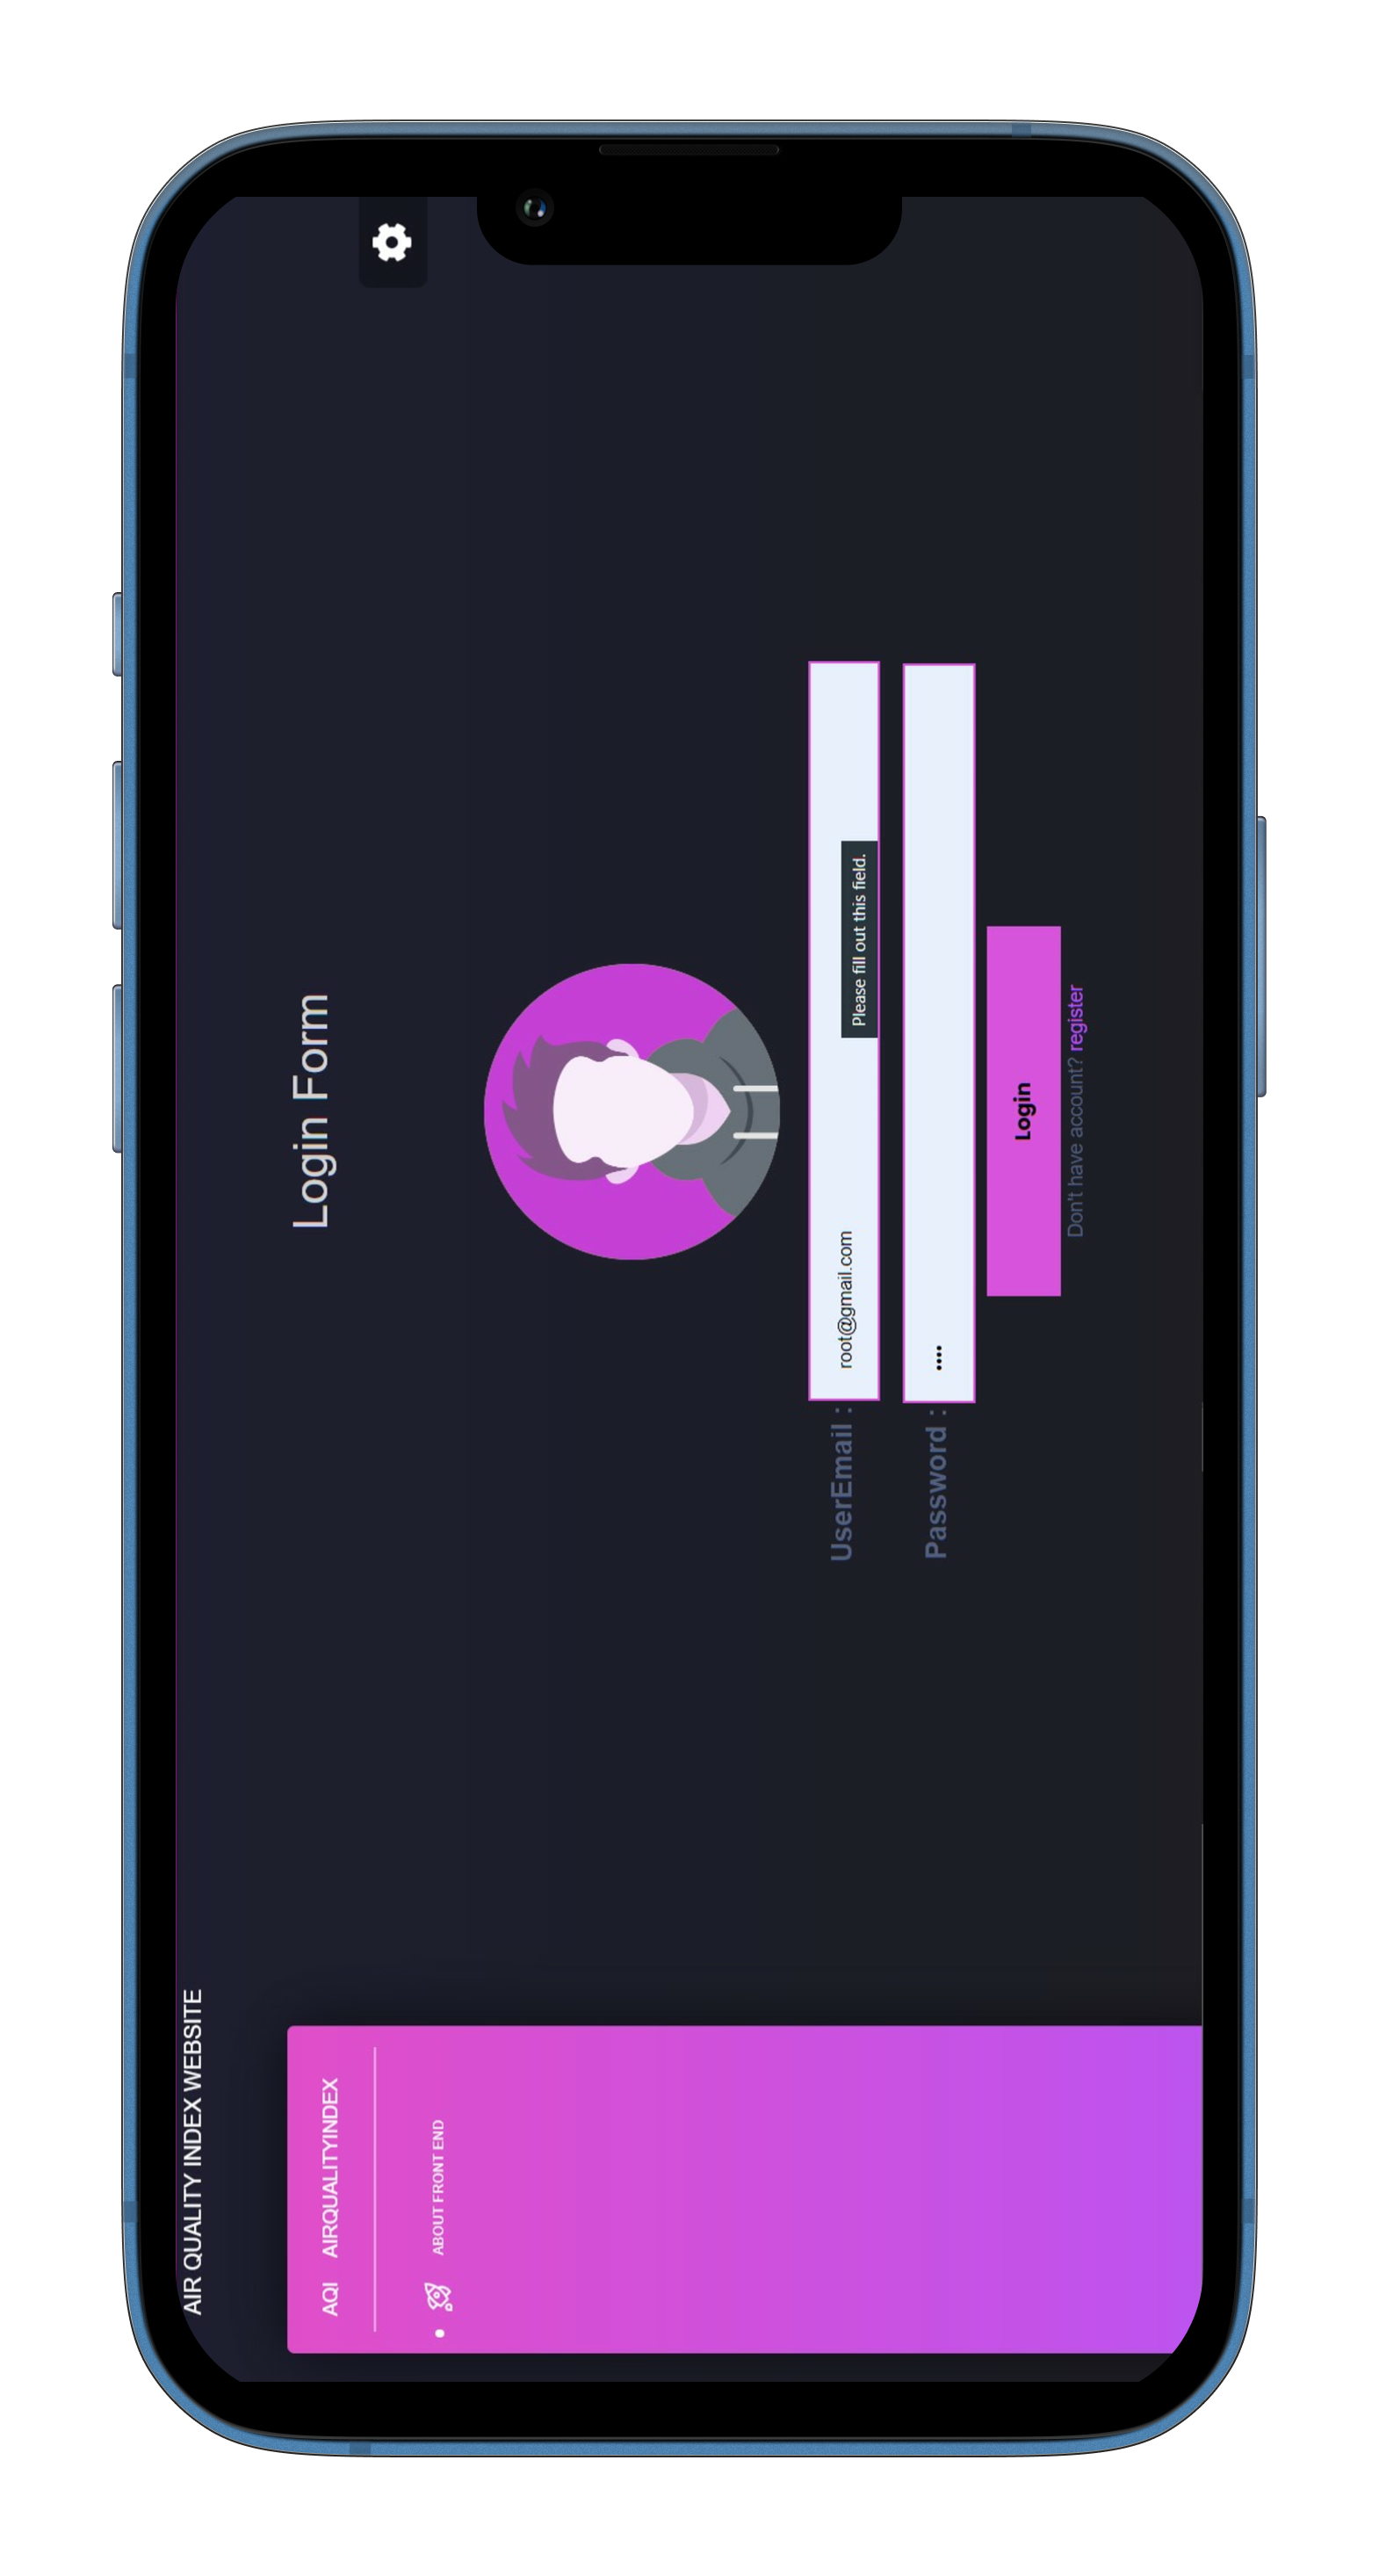 AIR QUALITY INDEX WEBSITE
AQI AIRQUALITYINDEX
ABOUT FRONT END
Login Form
UserEmail :
root@gmail.com
Please fill out this field.
Password :
••••
Login
Don't have account? register